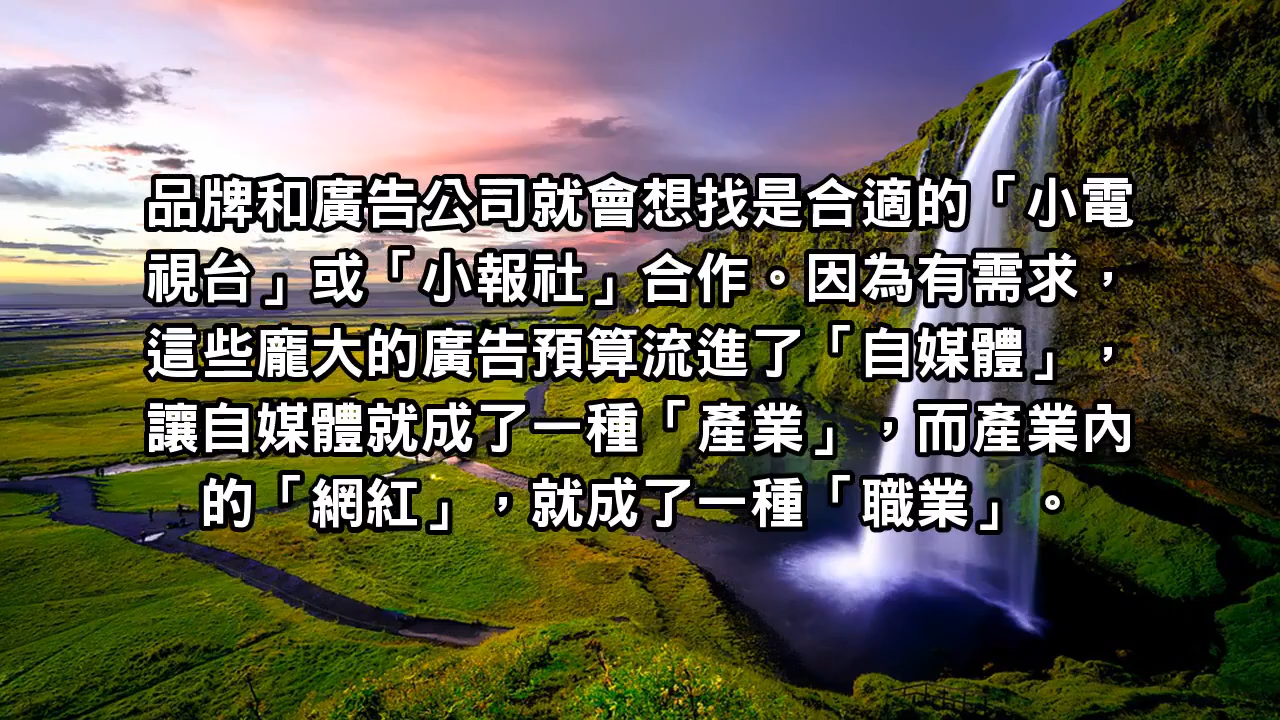 品牌和廣告公司就會想找是合適的「小電
視台」或「小報社」合作。因為有需求，
這些龐大的廣告預算流進了「自媒體」，
讓自媒體就成了一種「產業」，而產業內
的「網紅」，就成了一種「職業」。